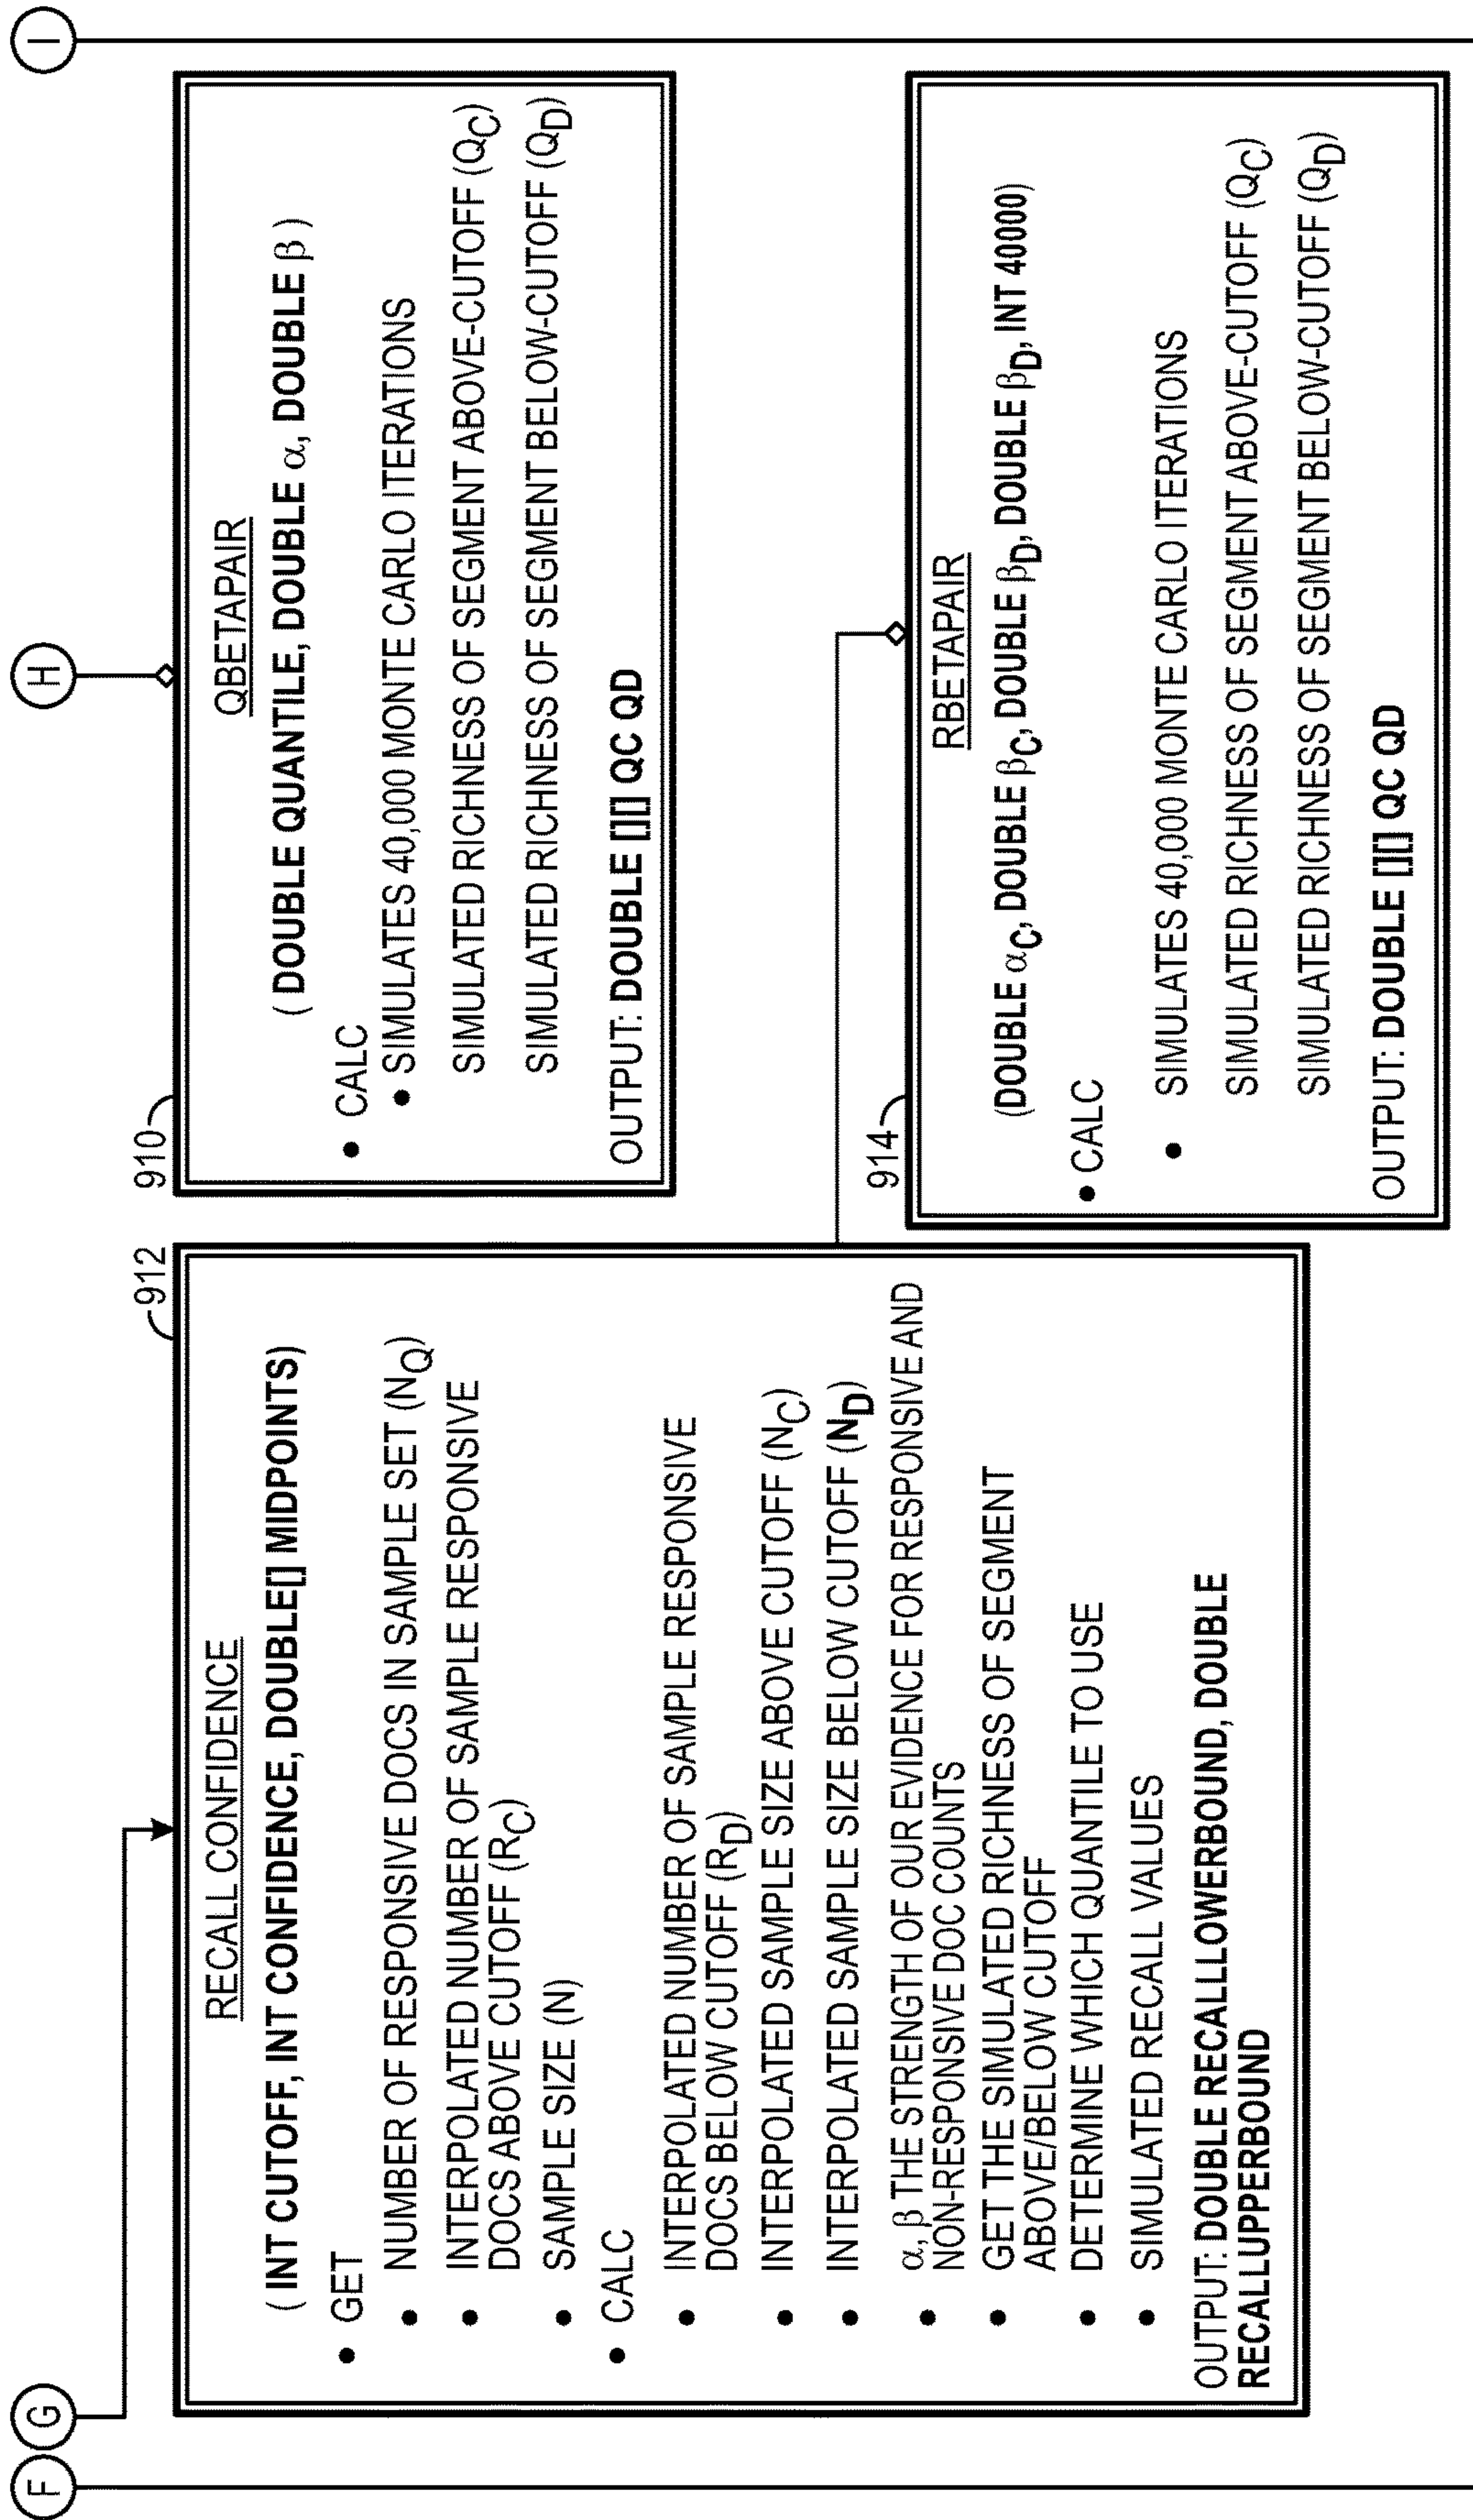 F
G
H
I
912
RECALL CONFIDENCE
( INT CUTOFF, INT CONFIDENCE, DOUBLE[] MIDPOINTS)
• GET
• NUMBER OF RESPONSIVE DOCS IN SAMPLE SET (NQ)
• INTERPOLATED NUMBER OF SAMPLE RESPONSIVE
DOCS ABOVE CUTOFF (RC)
• SAMPLE SIZE (N)
• CALC
• INTERPOLATED NUMBER OF SAMPLE RESPONSIVE
DOCS BELOW CUTOFF (RD)
• INTERPOLATED SAMPLE SIZE ABOVE CUTOFF (NC)
• INTERPOLATED SAMPLE SIZE BELOW CUTOFF (ND)
• α, β THE STRENGTH OF OUR EVIDENCE FOR RESPONSIVE AND
NON-RESPONSIVE DOC COUNTS
• GET THE SIMULATED RICHNESS OF SEGMENT
ABOVE/BELOW CUTOFF
• DETERMINE WHICH QUANTILE TO USE
• SIMULATED RECALL VALUES
OUTPUT: DOUBLE RECALLLOWERBOUND, DOUBLE
RECALLUPPERBOUND
910
QBETAPAIR
( DOUBLE QUANTILE, DOUBLE α, DOUBLE β )
• CALC
• SIMULATES 40,000 MONTE CARLO ITERATIONS
SIMULATED RICHNESS OF SEGMENT ABOVE-CUTOFF (QC)
SIMULATED RICHNESS OF SEGMENT BELOW-CUTOFF (QD)
OUTPUT: DOUBLE [][] QC QD
914
RBETAPAIR
(DOUBLE αC, DOUBLE βC, DOUBLE βD, DOUBLE βD, INT 40000)
• CALC
• SIMULATES 40,000 MONTE CARLO ITERATIONS
SIMULATED RICHNESS OF SEGMENT ABOVE-CUTOFF (QC)
SIMULATED RICHNESS OF SEGMENT BELOW-CUTOFF (QD)
OUTPUT: DOUBLE [][] QC QD